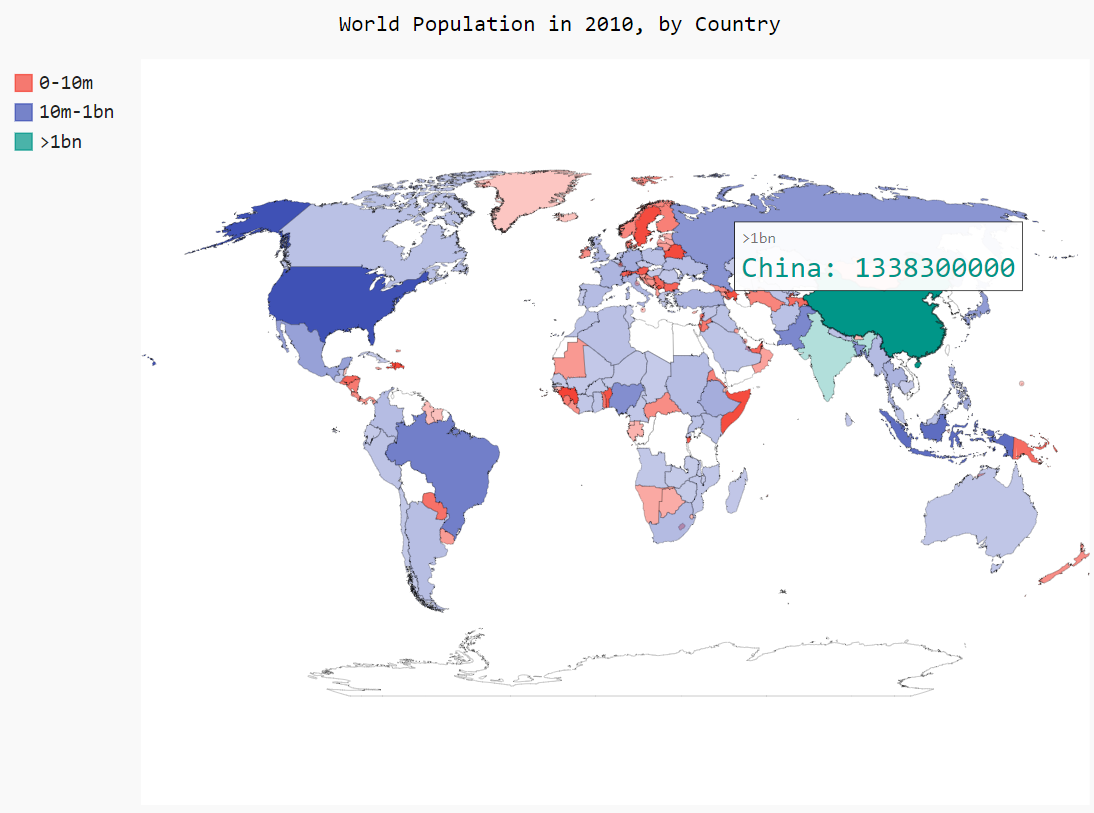 World Population in 2010, by Country
0-10m
10m-1bn
>1bn
>1bn
China: 1338300000